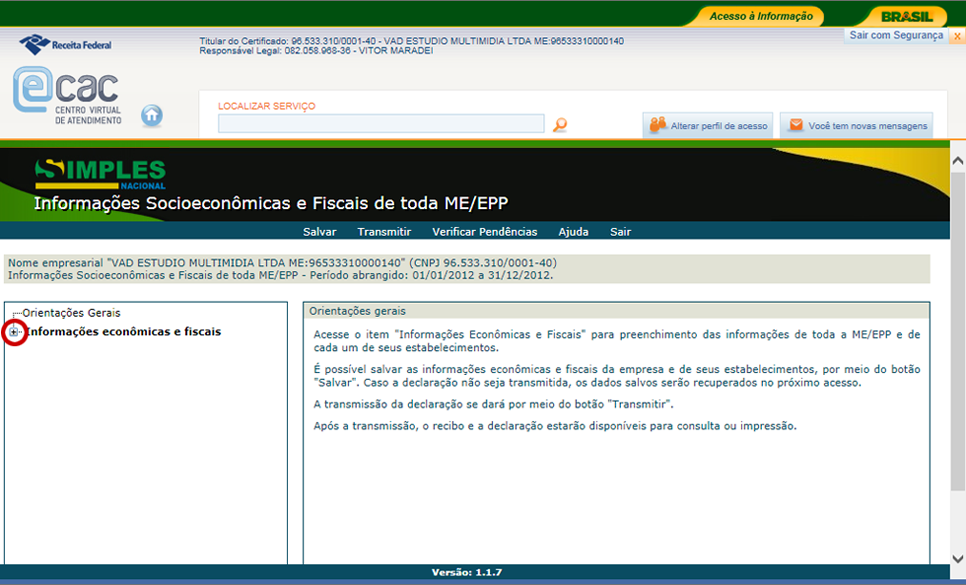 Acesso à Informação
BRASIL
Receita Federal
Titular do Certificado: 96.533.310/0001-40 - VAD ESTUDIO MULTIMIDIA LTDA ME:96533310000140
Responsável Legal: 082.058.968-36 - VITOR MARADEI
Sair com Segurança X
ecac
CENTRO VIRTUAL
DE ATENDIMENTO
LOCALIZAR SERVIÇO
Alterar perfil de acesso
Você tem novas mensagens
SIMPLES
NACIONAL
Informações Socioeconômicas e Fiscais de toda ME/EPP
Salvar Transmitir Verificar Pendências Ajuda Sair
Nome empresarial "VAD ESTUDIO MULTIMIDIA LTDA ME:96533310000140" (CNPJ 96.533.310/0001-40)
Informações Socioeconômicas e Fiscais de toda ME/EPP - Período abrangido: 01/01/2012 a 31/12/2012.
Orientações Gerais
Informações econômicas e fiscais
Orientações gerais
Acesse o item "Informações Econômicas e Fiscais" para preenchimento das informações de toda a ME/EPP e de
cada um de seus estabelecimentos.
É possível salvar as informações econômicas e fiscais da empresa e de seus estabelecimentos, por meio do botão
"Salvar". Caso a declaração não seja transmitida, os dados salvos serão recuperados no próximo acesso.
A transmissão da declaração se dará por meio do botão "Transmitir".
Após a transmissão, o recibo e a declaração estarão disponíveis para consulta ou impressão.
Versão: 1.1.7